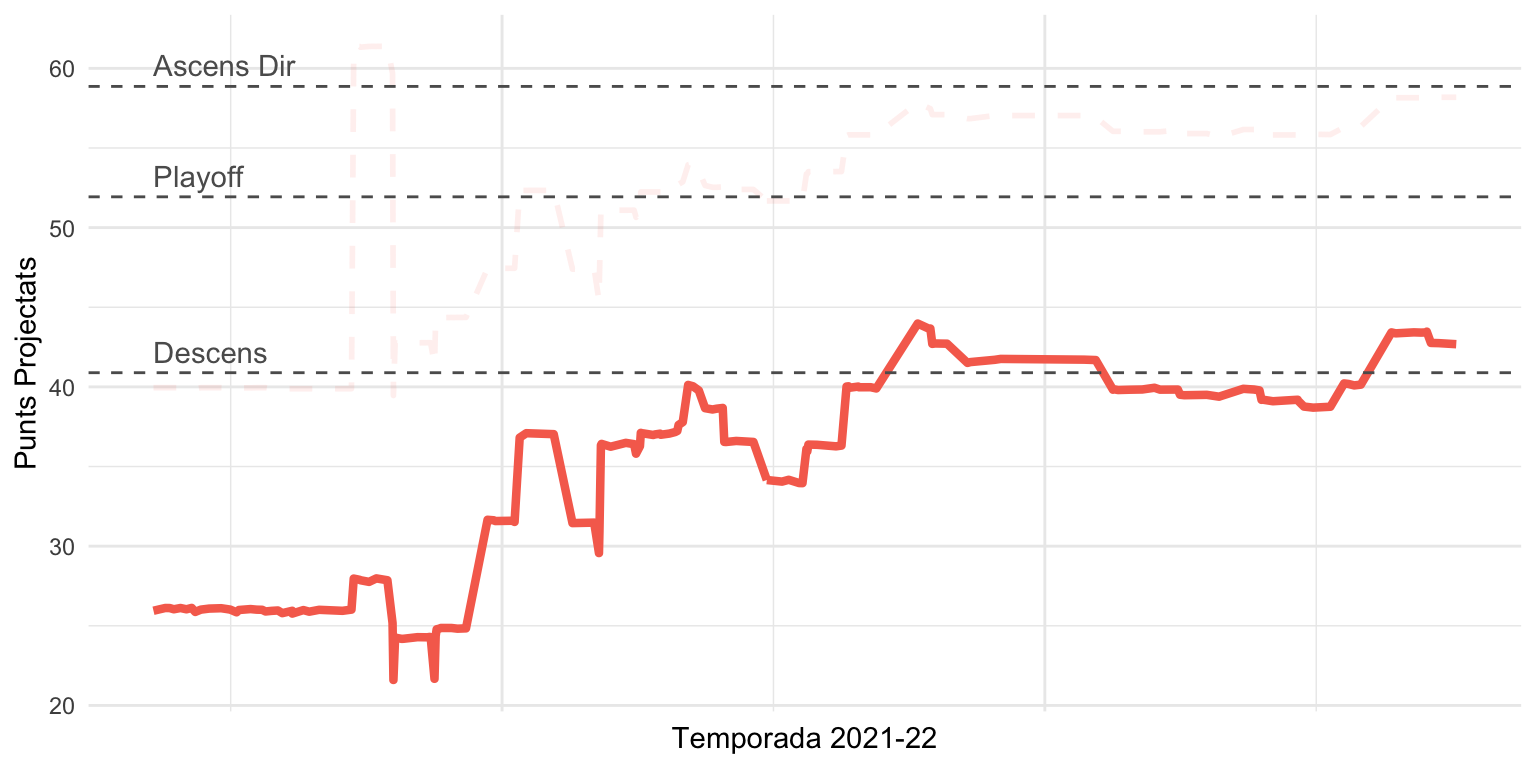 60
50
40
30
20
Punts Projectats
Ascens Dir
Playoff
Descens
Temporada 2021-22